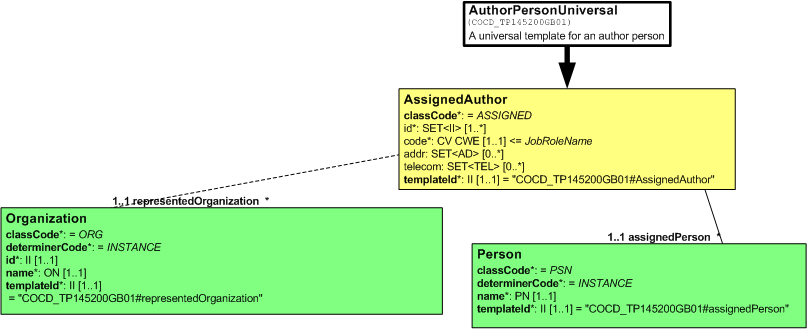 AuthorPersonUniversal
(COCD_TP145200GB01)
A universal template for an author person
AssignedAuthor
classCode*: = ASSIGNED
id*: SET<II> [1..*]
code*: CV CWE [1..1] <= JobRoleName
addr: SET<AD> [0..*]
telecom: SET<TEL> [0..*]
templateId*: II [1..1] = "COCD_TP145200GB01#AssignedAuthor"
1..1 representedOrganization *
Organization
classCode*: = ORG
determinerCode*: = INSTANCE
id*: II [1..1]
name*: ON [1..1]
templateId*: II [1..1]
= "COCD_TP145200GB01#representedOrganization"
1..1 assignedPerson *
Person
classCode*: = PSN
determinerCode*: = INSTANCE
name*: PN [1..1]
templateId*: II [1..1] = "COCD_TP145200GB01#assignedPerson"